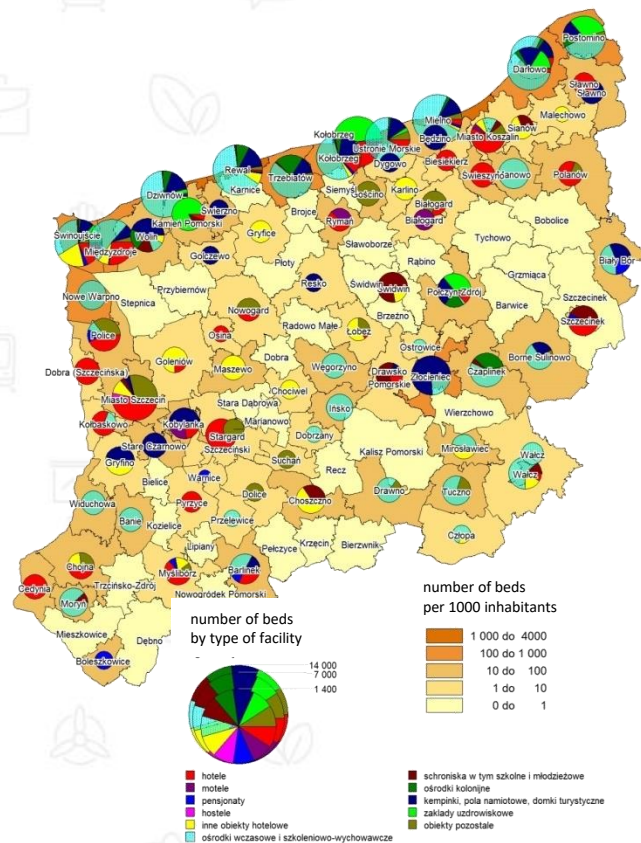 Postomino
Darłowo
Sławno
Sławno
Malechowo
Mielno
Sianów
Miasto Koszalin
Będzino
Kołobrzeg
Ustronie Morskie
Kołobrzeg
Dygowo
Biesiekierz
Świeszyno
Manowo
Polanów
Rewal
Trzebiatów
Karnice
Siemyśl
Gościno
Karlino
Białogard
Białogard
Bobolice
Dziwnów
Świerzno
Kamień Pomorski
Brojce
Rymań
Tychowo
Świnoujście
Wolin
Międzyzdroje
Gryfice
Sławoborze
Rąbino
Grzmiąca
Biały Bór
Golczewo
Płoty
Resko
Świdwin
Świdwin
Połczyn Zdrój
Barwice
Szczecinek
Szczecinek
Nowe Warpno
Stepnica
Przybiernów
Nowogard
Radowo Małe
Brzeżno
Police
Osina
Łobez
Ostrowice
Borne Sulinowo
Dobra (Szczecińska)
Goleniów
Maszewo
Dobra
Węgorzyno
Drawsko
Pomorskie
Złocieniec
Czaplinek
Miasto Szczecin
Chociwel
Stara Dąbrowa
Ińsko
Wierzchowo
Kołbaskowo
Kobylanka
Stargard
Szczeciński
Marianowo
Dobrzany
Stare Czarnowo
Kalisz Pomorski
Mirosławiec
Wałcz
Wałcz
Gryfino
Suchań
Recz
Bielice
Warnice
Dolice
Choszczno
Drawno
Tuczno
Widuchowa
Pyrzyce
Banie
Kozielice
Przelewice
Człopa
Lipiany
Pełczyce
Krzęcin
Bierzwnik
Chojna
Trzcińsko-Zdrój
Myślibórz
Barlinek
Nowogródek Pomorski
Cedynia
Moryń
Mieszkowice
Dębno
Boleszkowice
number of beds
by type of facility
14 000
7 000
1 400
number of beds
per 1000 inhabitants
1 000 do 4000
100 do 1 000
10 do 100
1 do 10
0 do 1
hotele
motele
pensjonaty
hostele
inne obiekty hotelowe
ośrodki wczasowe i szkoleniowo-wychowawcze
schroniska w tym szkolne i młodzieżowe
ośrodki kolonijne
kempinki, pola namiotowe, domki turystyczne
zakłady uzdrowiskowe
obiekty pozostałe